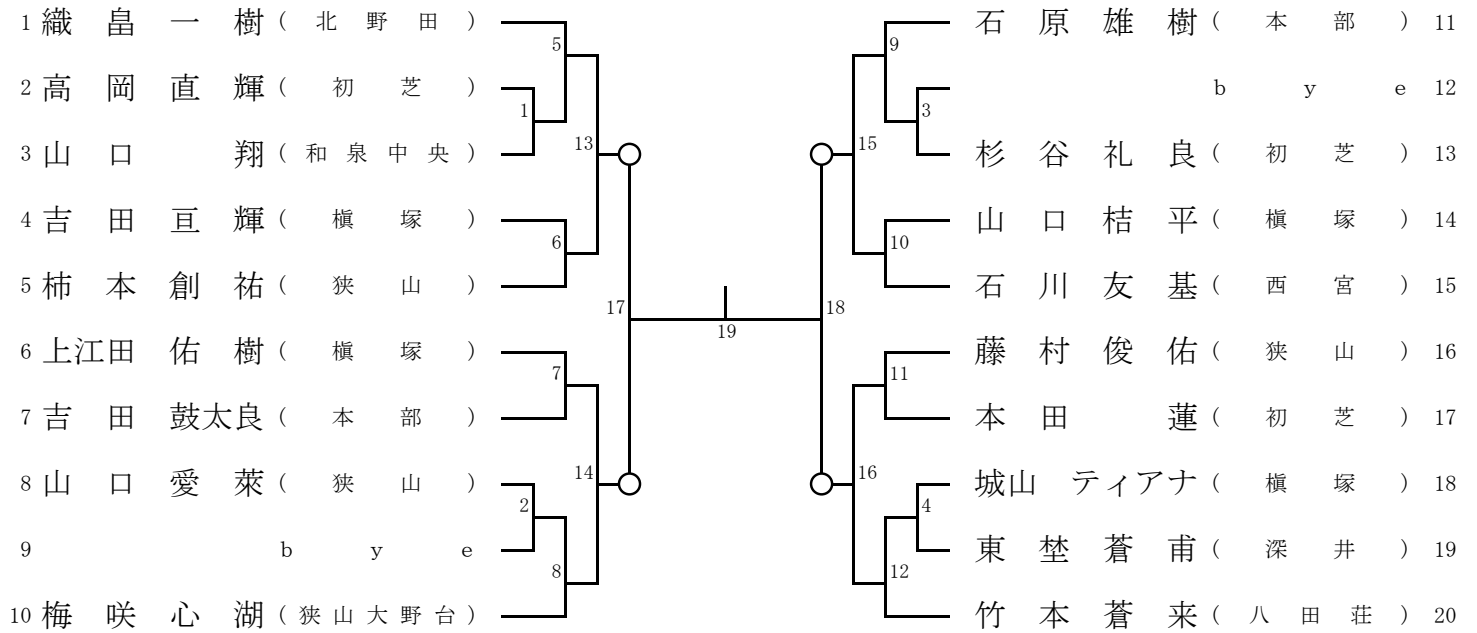 1 織畠一樹 (北野田)
2 高岡直輝 (初芝)
3 山口翔 (和泉中央)
4 吉田亘輝 (槇塚)
5 柿本創祐 (狭山)
6 上江田佑樹 (槇塚)
7 吉田鼓太良 (本部)
8 山口愛萊 (狭山)
9 bye
10 梅咲心湖 (狭山大野台)
5
1
13
6
17
7
14
2
8
19
9
3
15
10
18
11
16
4
12
石原雄樹 (本部) 11
bye 12
杉谷礼良 (初芝) 13
山口桔平 (槇塚) 14
石川友基 (西宮) 15
藤村俊佑 (狭山) 16
本田蓮 (初芝) 17
城山 ティアナ (槇塚) 18
東埜蒼甫 (深井) 19
竹本蒼来 (八田荘) 20